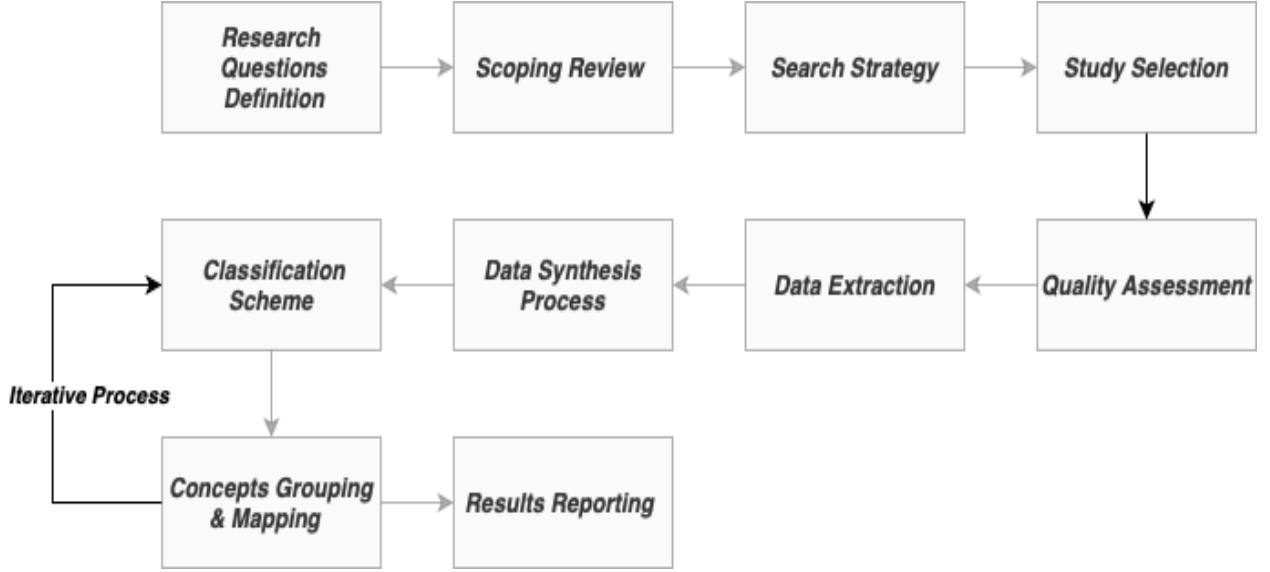 Research
Questions
Definition
Scoping Review
Search Strategy
Study Selection
Classification
Scheme
Data Synthesis
Process
Data Extraction
Quality Assessment
Iterative Process
Concepts Grouping
& Mapping
Results Reporting